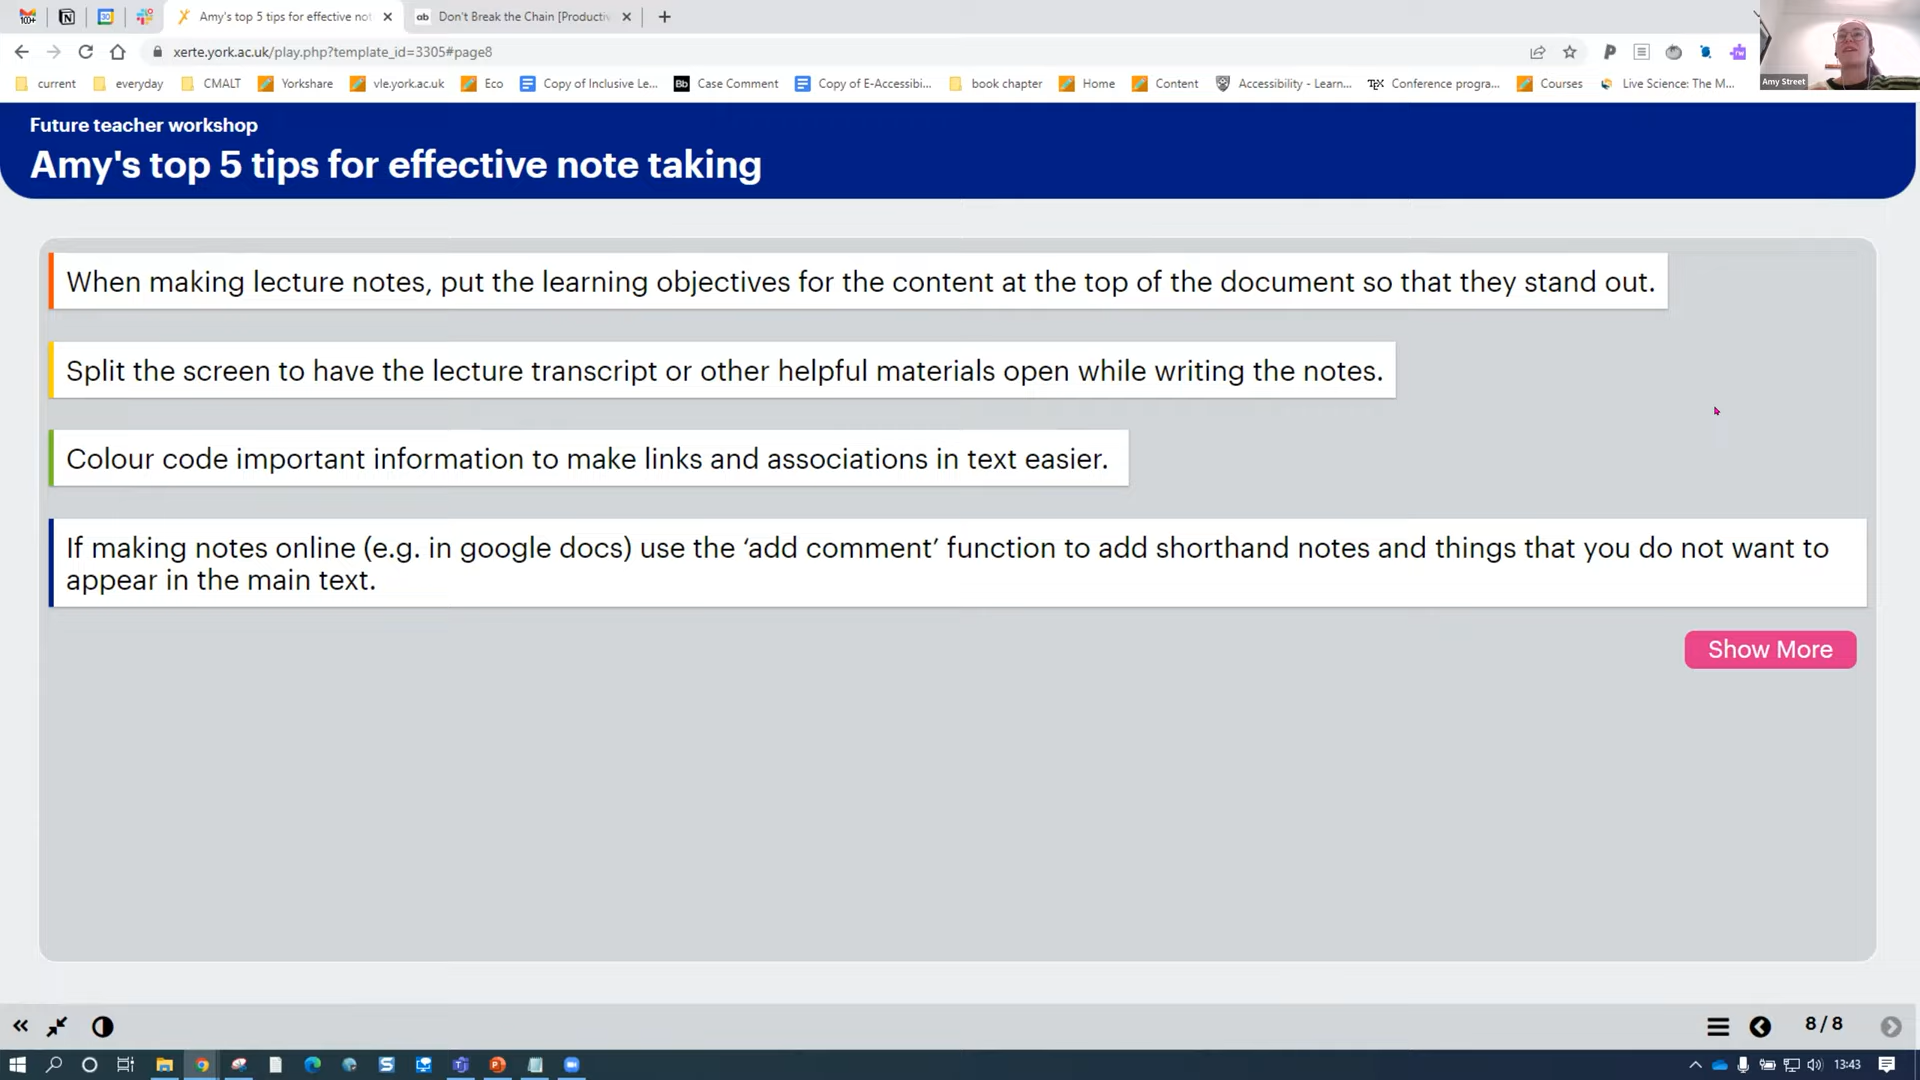 100+
30
Amy's top 5 tips for effective not
ab Don't Break the Chain [Productiv
xerte.york.ac.uk/play.php?template_id=3305#page8
current
everyday
CMALT
Yorkshare
vle.york.ac.uk
Eco
Copy of Inclusive Le...
Bb Case Comment
Copy of E-Accessibi...
book chapter
Home
Content
Accessibility - Learn...
Conference progra...
Courses
Live Science: The M...
Amy Street
Future teacher workshop
Amy's top 5 tips for effective note taking
When making lecture notes, put the learning objectives for the content at the top of the document so that they stand out.
Split the screen to have the lecture transcript or other helpful materials open while writing the notes.
Colour code important information to make links and associations in text easier.
If making notes online (e.g. in google docs) use the ‘add comment’ function to add shorthand notes and things that you do not want to
appear in the main text.
Show More
8 / 8
13:43